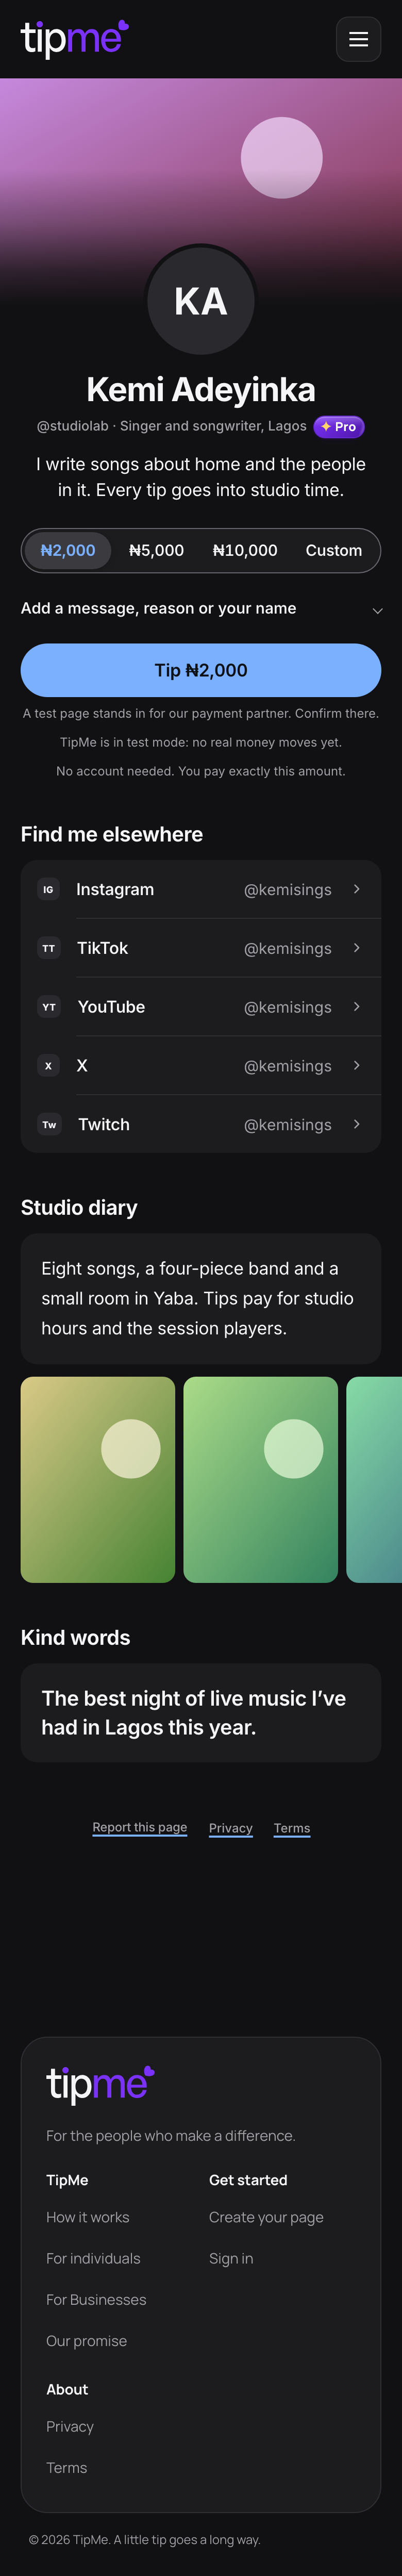 tipme
KA
Kemi Adeyinka
@studiolab · Singer and songwriter, Lagos ✦ Pro
I write songs about home and the people
in it. Every tip goes into studio time.
₦2,000 ₦5,000 ₦10,000 Custom
Add a message, reason or your name
Tip ₦2,000
A test page stands in for our payment partner. Confirm there.
TipMe is in test mode: no real money moves yet.
No account needed. You pay exactly this amount.
Find me elsewhere
IG Instagram @kemisings
TT TikTok @kemisings
YT YouTube @kemisings
X X @kemisings
Tw Twitch @kemisings
Studio diary
Eight songs, a four-piece band and a
small room in Yaba. Tips pay for studio
hours and the session players.
Kind words
The best night of live music I’ve
had in Lagos this year.
Report this page Privacy Terms
tipme
For the people who make a difference.
TipMe Get started
How it works Create your page
For individuals Sign in
For Businesses
Our promise
About
Privacy
Terms
© 2026 TipMe. A little tip goes a long way.